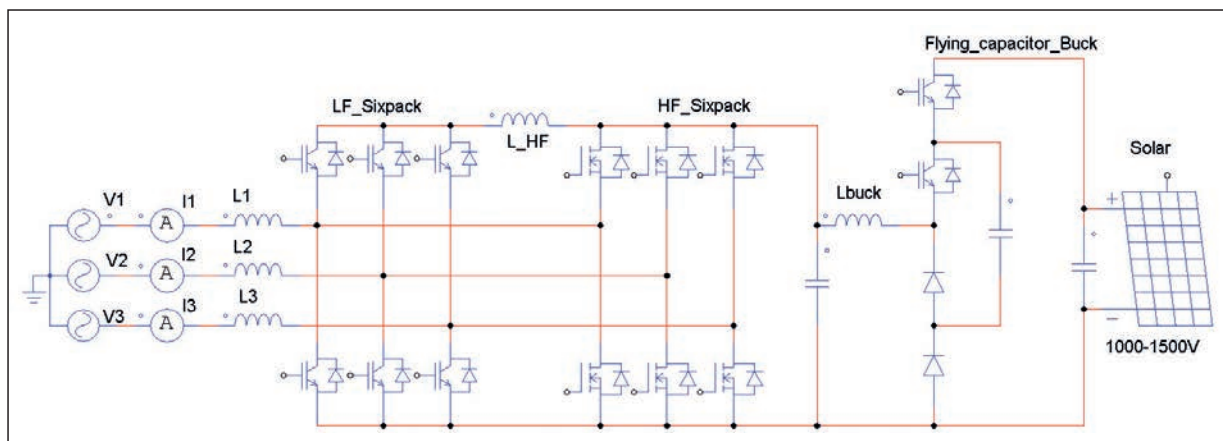 Flying_capacitor_Buck
LF_Sixpack
L_HF
HF_Sixpack
Solar
Lbuck
V1
A
I1
L1
V2
A
I2
L2
V3
A
I3
L3
+
−
1000-1500V